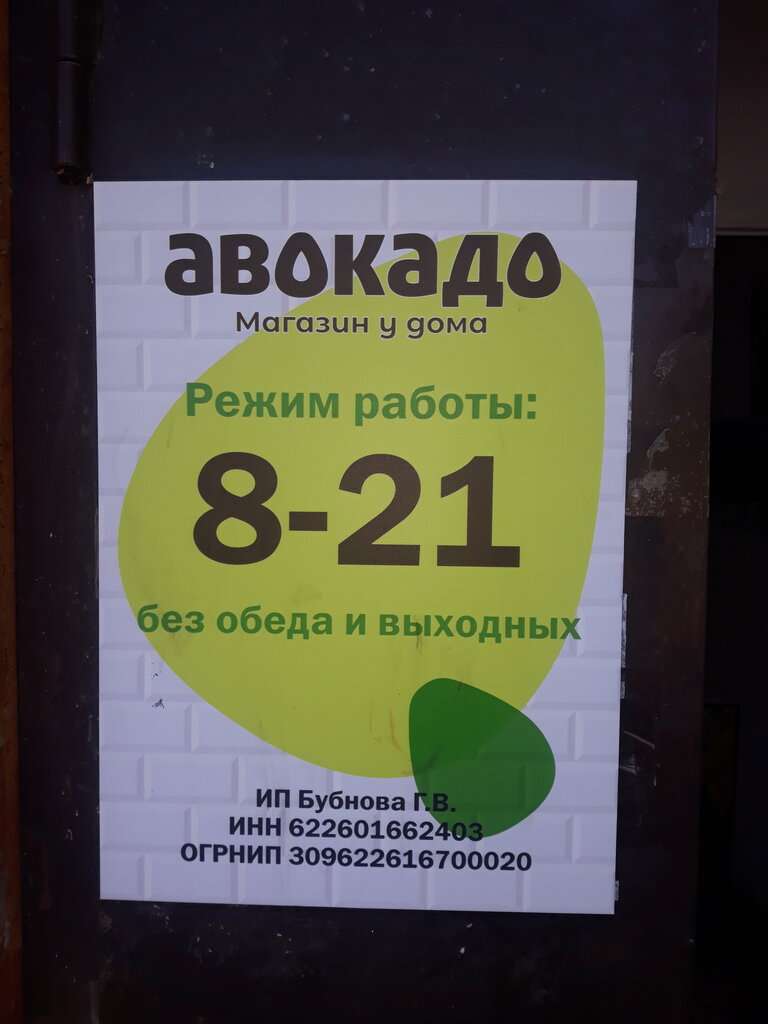 авокадо
Магазин у дома
Режим работы:
8-21
без обеда и выходных
ИП Бубнова Г.В.
ИНН 622601662403
ОГРНИП 309622616700020